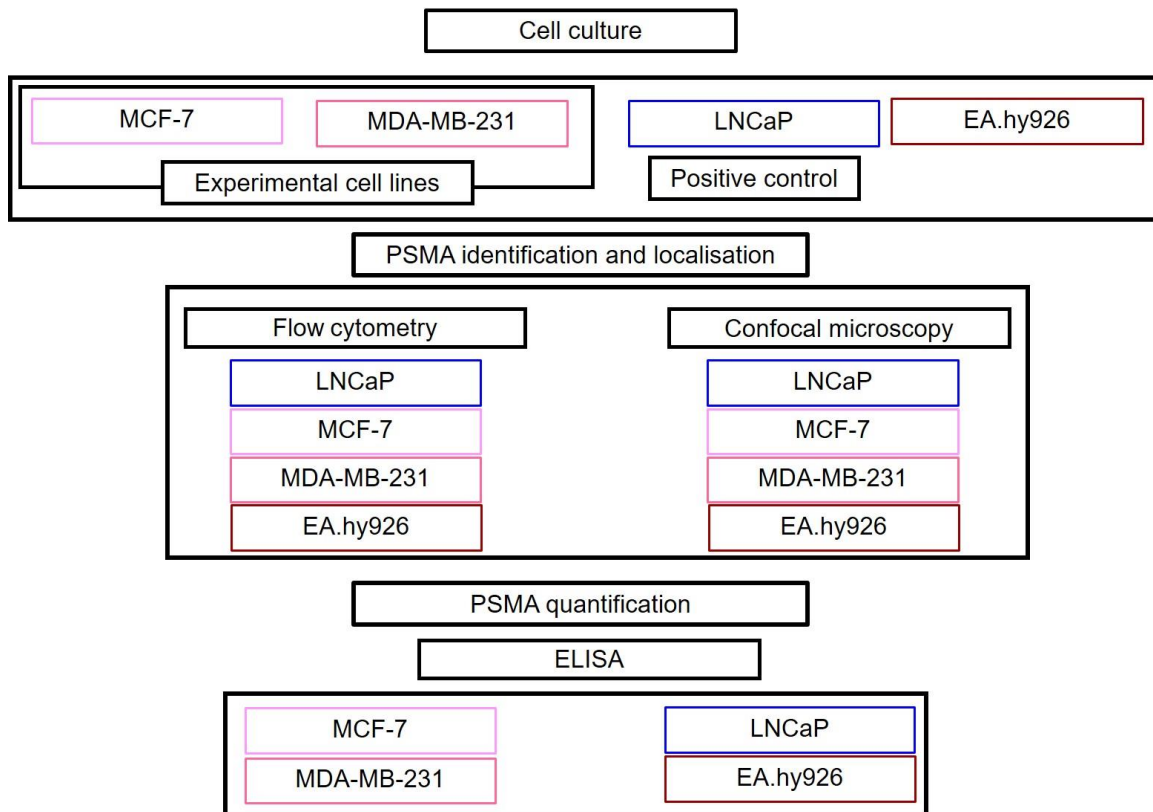 Cell culture
MCF-7
MDA-MB-231
LNCaP
EA.hy926
Experimental cell lines
Positive control
PSMA identification and localisation
Flow cytometry
Confocal microscopy
LNCaP
LNCaP
MCF-7
MCF-7
MDA-MB-231
MDA-MB-231
EA.hy926
EA.hy926
PSMA quantification
ELISA
MCF-7
LNCaP
MDA-MB-231
EA.hy926